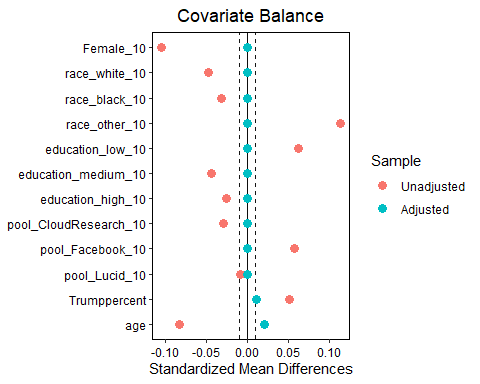 Covariate Balance
Female_10
race_white_10
race_black_10
race_other_10
education_low_10
education_medium_10
education_high_10
pool_CloudResearch_10
pool_Facebook_10
pool_Lucid_10
Trumppercent
age
-0.10 -0.05 0.00 0.05 0.10
Standardized Mean Differences
Sample
Unadjusted
Adjusted